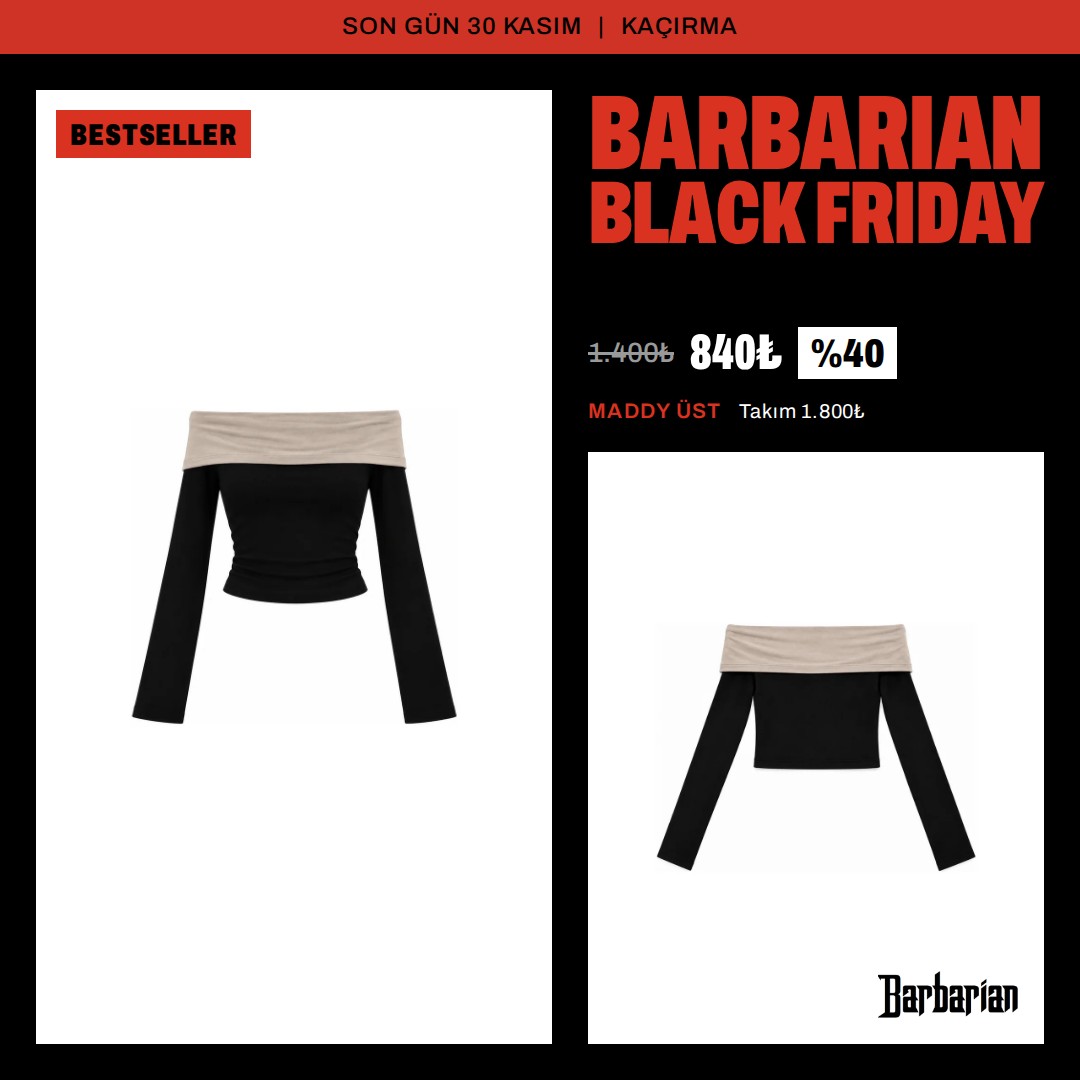 SON GÜN 30 KASIM | KAÇIRMA
BESTSELLER
BARBARIAN
BLACK FRIDAY
1.400₺ 840₺ %40
MADDY ÜST Takım 1.800₺
Barbarian